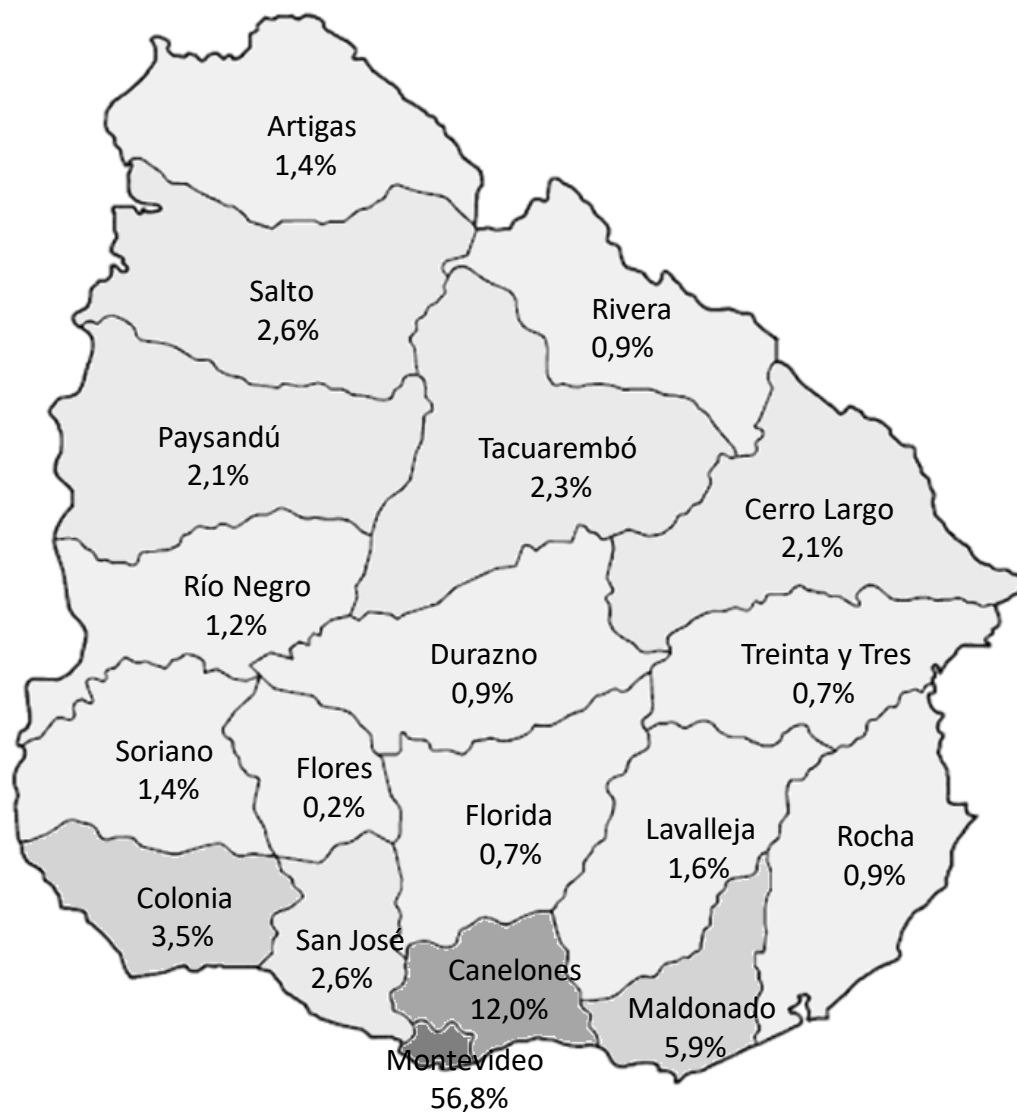 Artigas
1,4%
Salto
2,6%
Rivera
0,9%
Paysandú
2,1%
Tacuarembó
2,3%
Cerro Largo
2,1%
Río Negro
1,2%
Durazno
0,9%
Treinta y Tres
0,7%
Soriano
1,4%
Flores
0,2%
Florida
0,7%
Lavalleja
1,6%
Rocha
0,9%
Colonia
3,5%
San José
2,6%
Canelones
12,0%
Maldonado
5,9%
Montevideo
56,8%